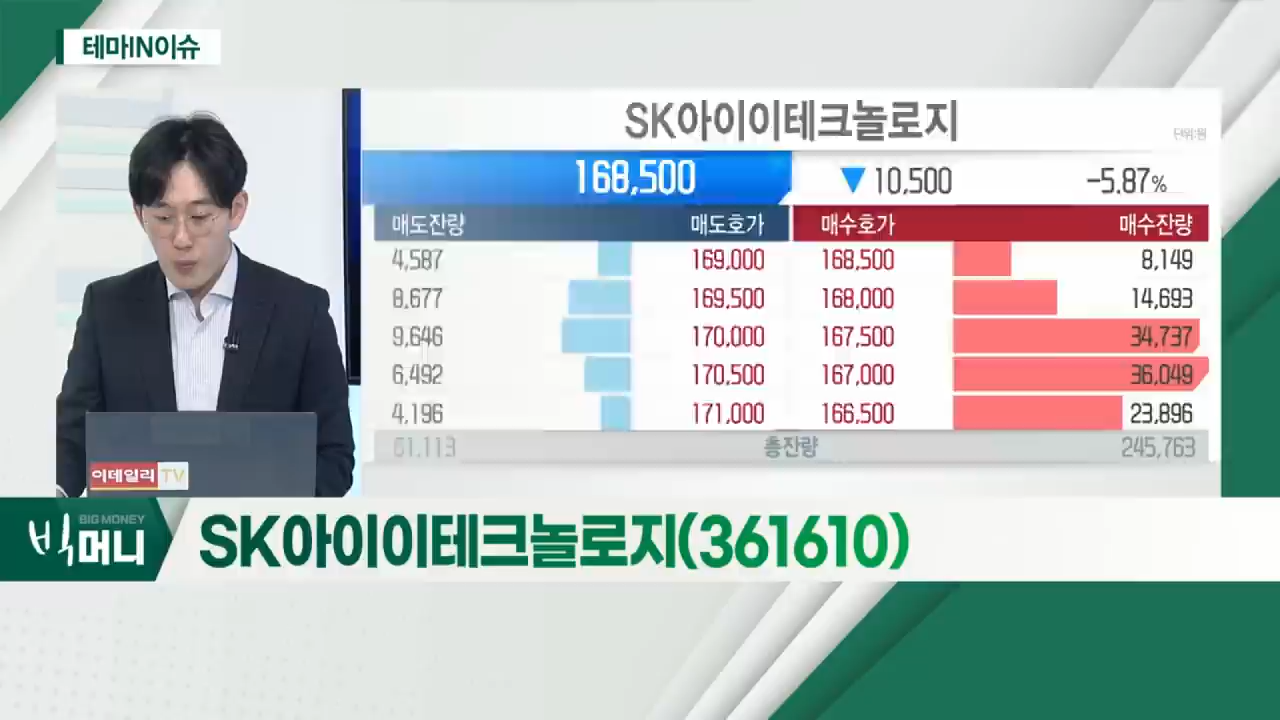 테마IN이슈
SK아이이테크놀로지
단위:원
168,500 ▼ 10,500 -5.87%
매도잔량 매도호가 매수호가 매수잔량
4,587 169,000 168,500 8,149
8,677 169,500 168,000 14,693
9,646 170,000 167,500 34,737
6,492 170,500 167,000 36,049
4,196 171,000 166,500 23,896
61,113 총잔량 245,763
이데일리 TV
BIG MONEY
빅머니
SK아이이테크놀로지(361610)